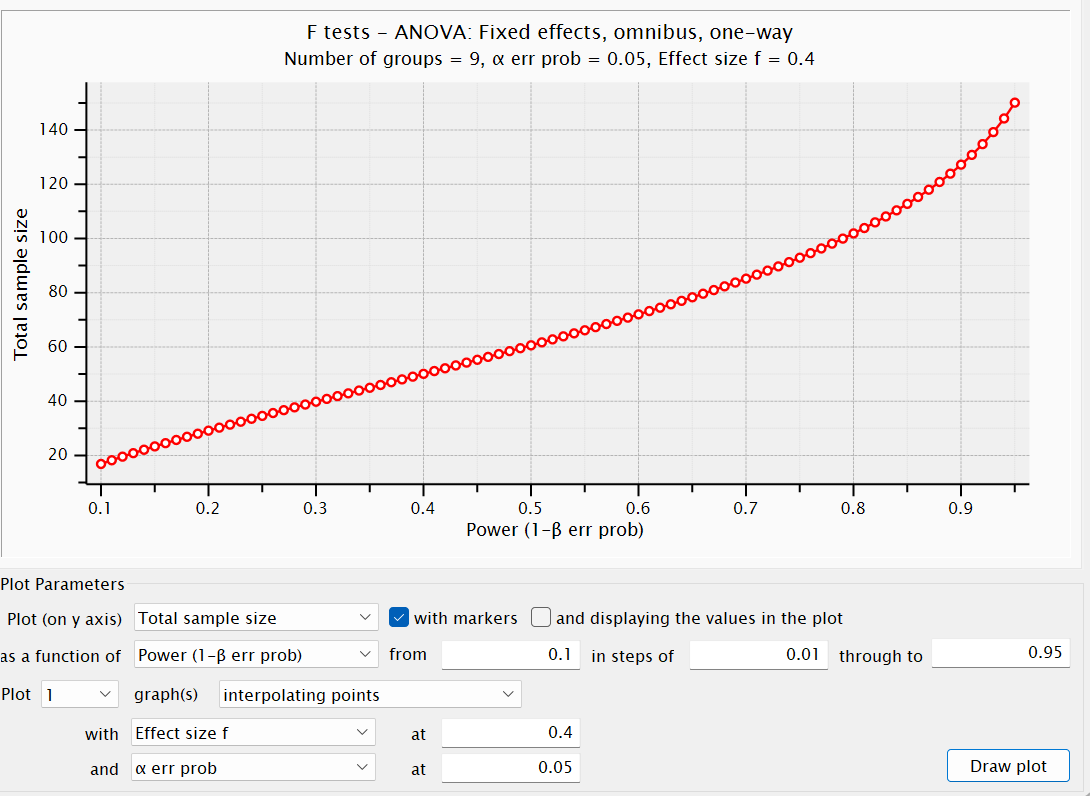 F tests – ANOVA: Fixed effects, omnibus, one-way
Number of groups = 9, α err prob = 0.05, Effect size f = 0.4
Total sample size
140
120
100
80
60
40
20
0.1 0.2 0.3 0.4 0.5 0.6 0.7 0.8 0.9
Power (1-β err prob)
Plot Parameters
Plot (on y axis) Total sample size with markers and displaying the values in the plot
as a function of Power (1-β err prob) from 0.1 in steps of 0.01 through to 0.95
Plot 1 graph(s) interpolating points
with Effect size f at 0.4
and α err prob at 0.05
Draw plot